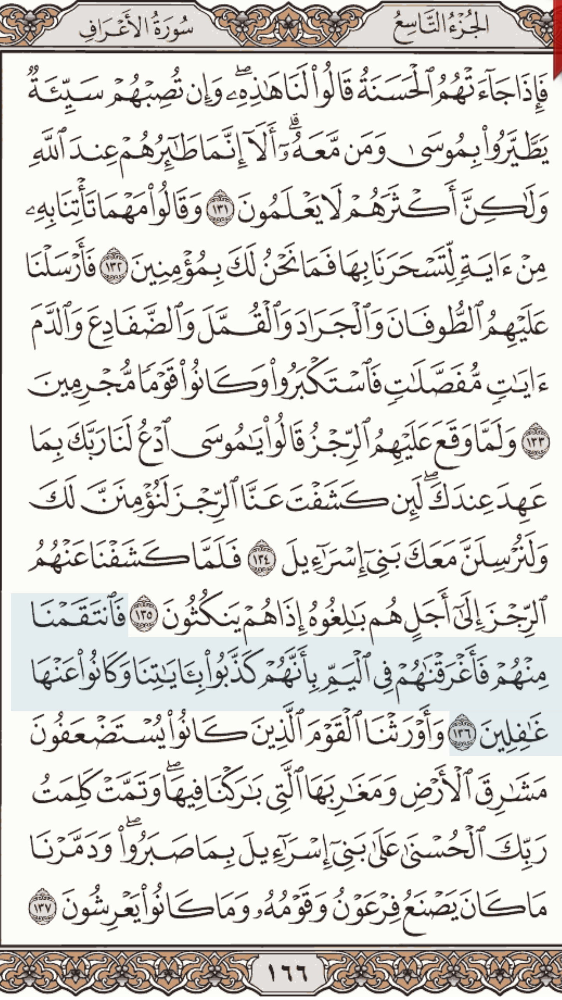 الجُزْءُ التَّاسِعُ
سُورَةُ الأَعْرَافِ
فَإِذَا جَآءَتْهُمُ ٱلْحَسَنَةُ قَالُوا۟ لَنَا هَٰذِهِۦ ۖ وَإِن تُصِبْهُمْ سَيِّئَةٌ
يَطَّيَّرُوا۟ بِمُوسَىٰ وَمَن مَّعَهُۥٓ ۗ أَلَآ إِنَّمَا طَٰٓئِرُهُمْ عِندَ ٱللَّهِ
وَلَٰكِنَّ أَكْثَرَهُمْ لَا يَعْلَمُونَ ١٣١ وَقَالُوا۟ مَهْمَا تَأْتِنَا بِهِۦ
مِنْ ءَايَةٍ لِّتَسْحَرَنَا بِهَا فَمَا نَحْنُ لَكَ بِمُؤْمِنِينَ ١٣٢ فَأَرْسَلْنَا
عَلَيْهِمُ ٱلطُّوفَانَ وَٱلْجَرَادَ وَٱلْقُمَّلَ وَٱلضَّفَادِعَ وَٱلدَّمَ
ءَايَٰتٍ مُّفَصَّلَٰتٍ فَٱسْتَكْبَرُوا۟ وَكَانُوا۟ قَوْمًا مُّجْرِمِينَ
١٣٣ وَلَمَّا وَقَعَ عَلَيْهِمُ ٱلرِّجْزُ قَالُوا۟ يَٰمُوسَى ٱدْعُ لَنَا رَبَّكَ بِمَا
عَهِدَ عِندَكَ ۖ لَئِن كَشَفْتَ عَنَّا ٱلرِّجْزَ لَنُؤْمِنَنَّ لَكَ
وَلَنُرْسِلَنَّ مَعَكَ بَنِىٓ إِسْرَٰٓءِيلَ ١٣٤ فَلَمَّا كَشَفْنَا عَنْهُمُ
ٱلرِّجْزَ إِلَىٰٓ أَجَلٍ هُم بَٰلِغُوهُ إِذَا هُمْ يَنكُثُونَ ١٣٥ فَٱنتَقَمْنَا
مِنْهُمْ فَأَغْرَقْنَٰهُمْ فِى ٱلْيَمِّ بِأَنَّهُمْ كَذَّبُوا۟ بِـَٔايَٰتِنَا وَكَانُوا۟ عَنْهَا
غَٰفِلِينَ ١٣٦ وَأَوْرَثْنَا ٱلْقَوْمَ ٱلَّذِينَ كَانُوا۟ يُسْتَضْعَفُونَ
مَشَٰرِقَ ٱلْأَرْضِ وَمَغَٰرِبَهَا ٱلَّتِى بَٰرَكْنَا فِيهَا ۖ وَتَمَّتْ كَلِمَتُ
رَبِّكَ ٱلْحُسْنَىٰ عَلَىٰ بَنِىٓ إِسْرَٰٓءِيلَ بِمَا صَبَرُوا۟ ۖ وَدَمَّرْنَا
مَا كَانَ يَصْنَعُ فِرْعَوْنُ وَقَوْمُهُۥ وَمَا كَانُوا۟ يَعْرِشُونَ ١٣٧
١٦٦